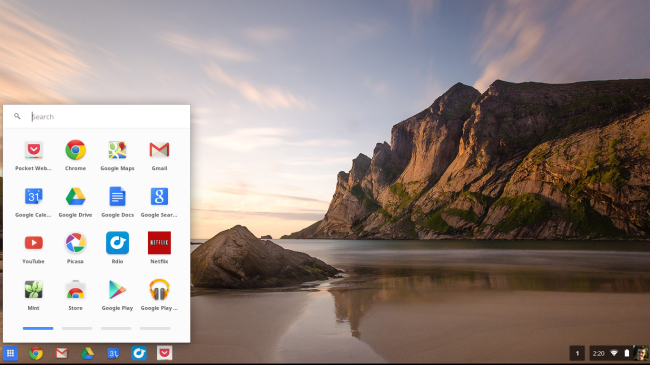 Search
Pocket Web...
Chrome
Google Maps
Gmail
31
Google Cale...
Google Drive
Google Docs
8
Google Sear...
YouTube
Picasa
Rdio
NETFLIX
Netflix
Mint
Store
Google Play
Google Play ...
31
1
2:20